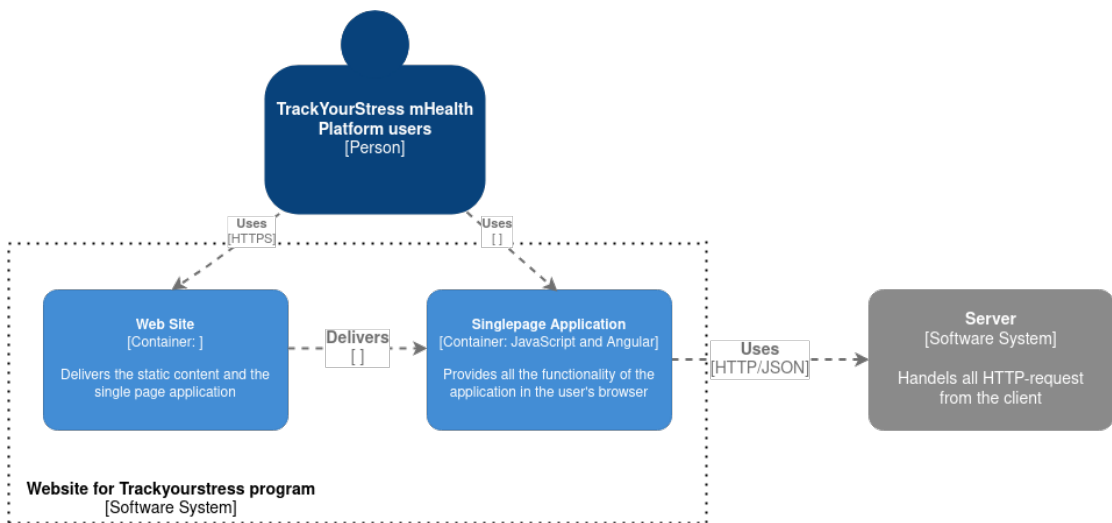 TrackYourStress mHealth
Platform users
[Person]
Uses
[HTTPS]
Uses
[ ]
Web Site
[Container: ]
Delivers the static content and the
single page application
Delivers
[ ]
Singlepage Application
[Container: JavaScript and Angular]
Provides all the functionality of the
application in the user's browser
Uses
[HTTP/JSON]
Server
[Software System]
Handels all HTTP-request
from the client
Website for Trackyourstress program
[Software System]